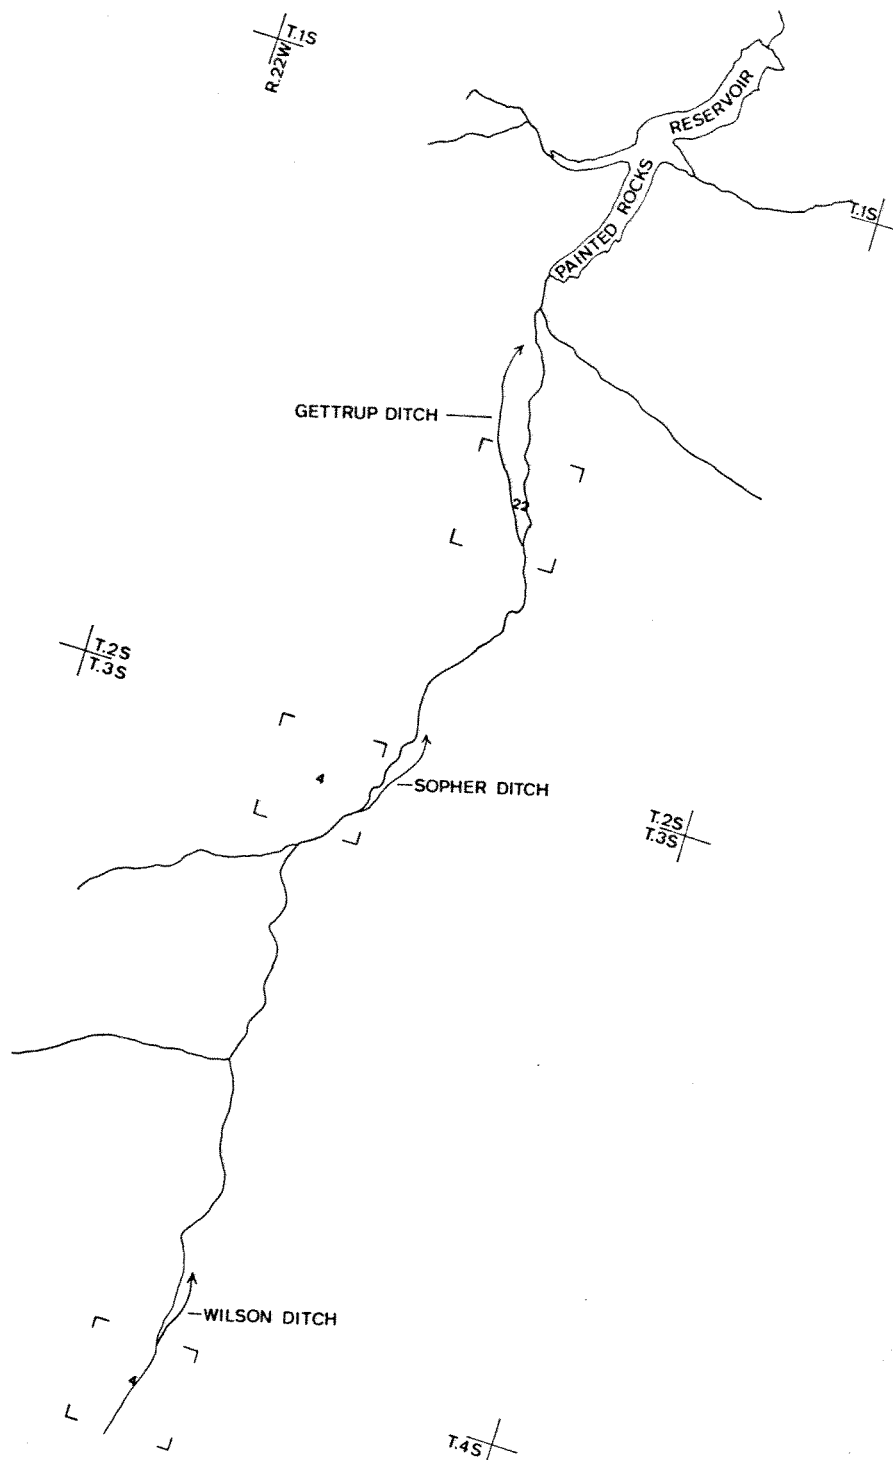 T.1S
R.22W
RESERVOIR
PAINTED ROCKS
T.1S
GETTRUP DITCH
22
T.2S
T.3S
4
SOPHER DITCH
T.2S
T.3S
WILSON DITCH
4
T.4S